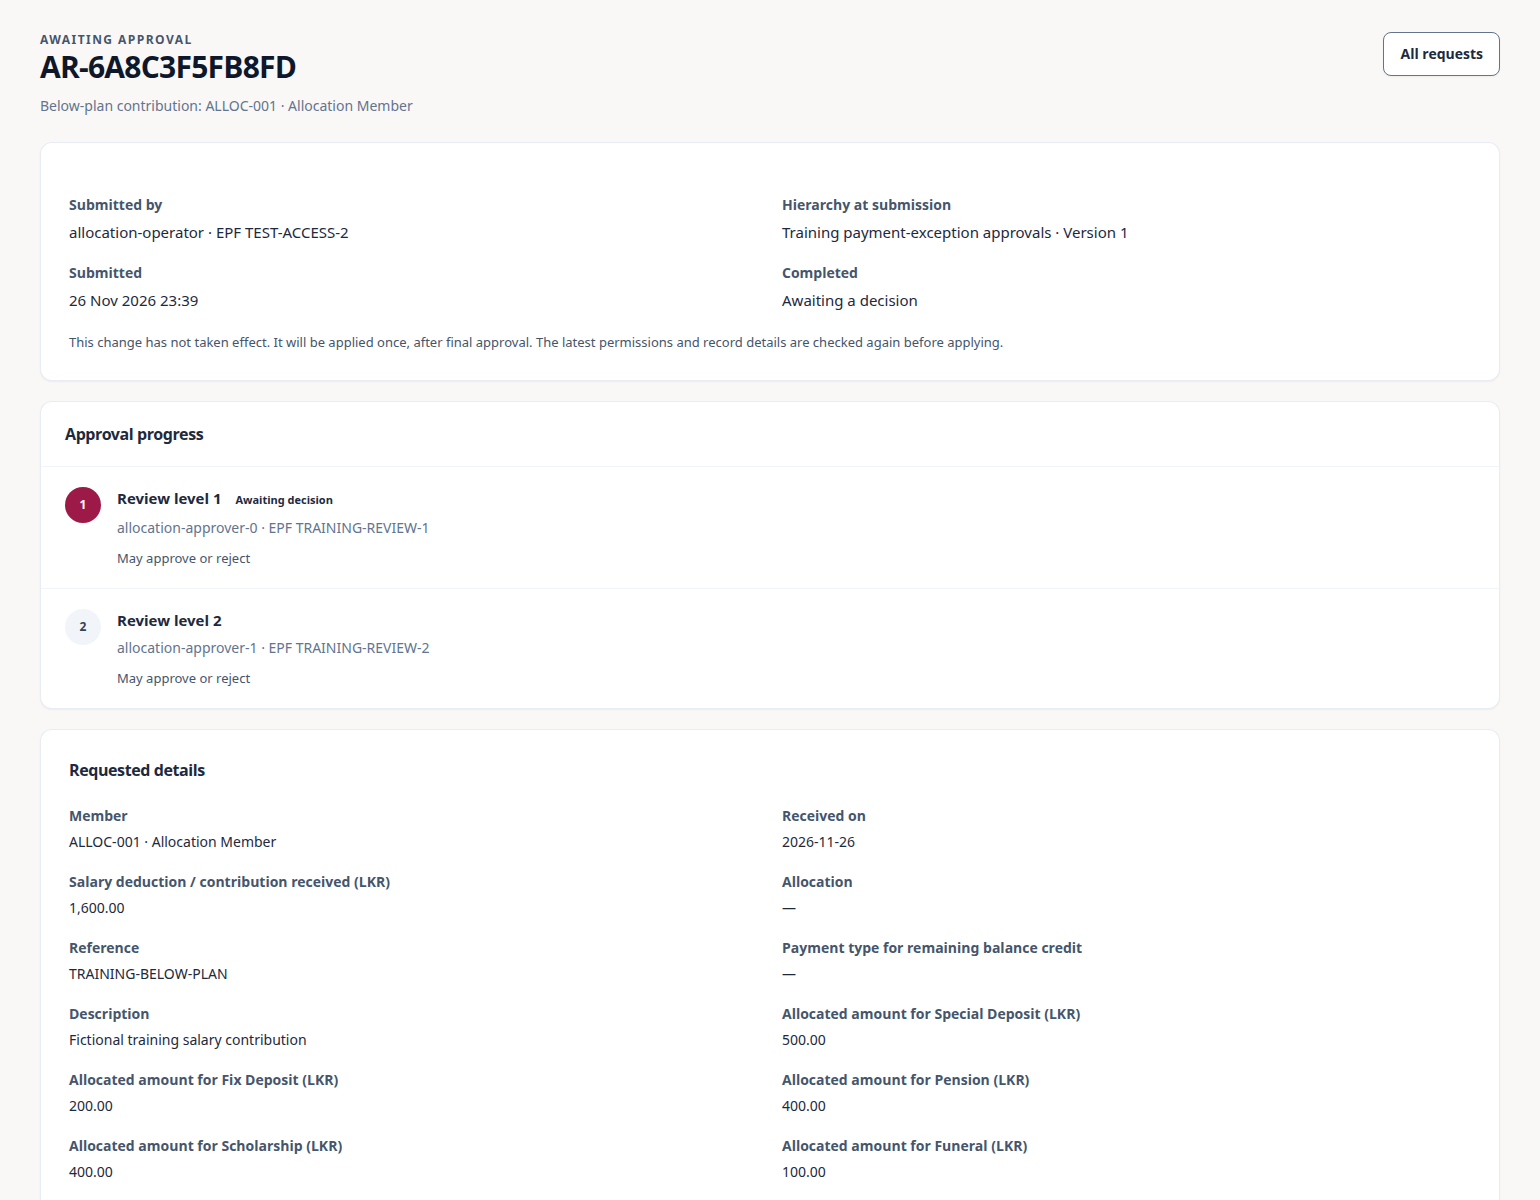 AWAITING APPROVAL
AR-6A8C3F5FB8FD
Below-plan contribution: ALLOC-001 · Allocation Member
All requests
Submitted by
allocation-operator · EPF TEST-ACCESS-2
Hierarchy at submission
Training payment-exception approvals · Version 1
Submitted
26 Nov 2026 23:39
Completed
Awaiting a decision
This change has not taken effect. It will be applied once, after final approval. The latest permissions and record details are checked again before applying.
Approval progress
1
Review level 1 Awaiting decision
allocation-approver-0 · EPF TRAINING-REVIEW-1
May approve or reject
2
Review level 2
allocation-approver-1 · EPF TRAINING-REVIEW-2
May approve or reject
Requested details
Member
ALLOC-001 · Allocation Member
Received on
2026-11-26
Salary deduction / contribution received (LKR)
1,600.00
Allocation
—
Reference
TRAINING-BELOW-PLAN
Payment type for remaining balance credit
—
Description
Fictional training salary contribution
Allocated amount for Special Deposit (LKR)
500.00
Allocated amount for Fix Deposit (LKR)
200.00
Allocated amount for Pension (LKR)
400.00
Allocated amount for Scholarship (LKR)
400.00
Allocated amount for Funeral (LKR)
100.00